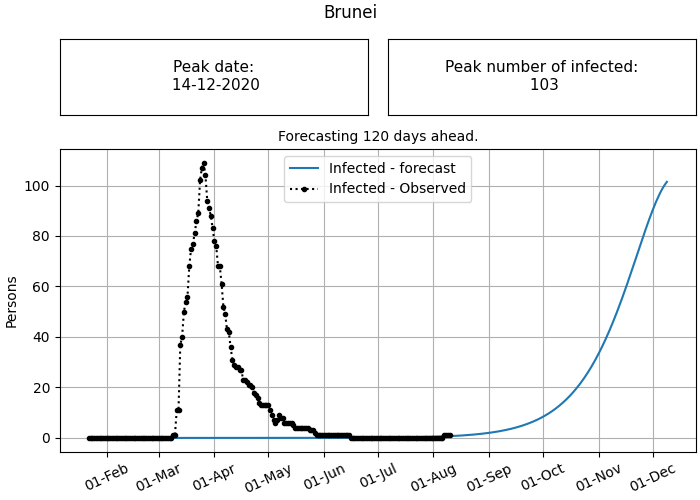 Brunei
Peak date:
14-12-2020
Peak number of infected:
103
Forecasting 120 days ahead.
Infected - forecast
Infected - Observed
Persons
100
80
60
40
20
0
01-Feb
01-Mar
01-Apr
01-May
01-Jun
01-Jul
01-Aug
01-Sep
01-Oct
01-Nov
01-Dec